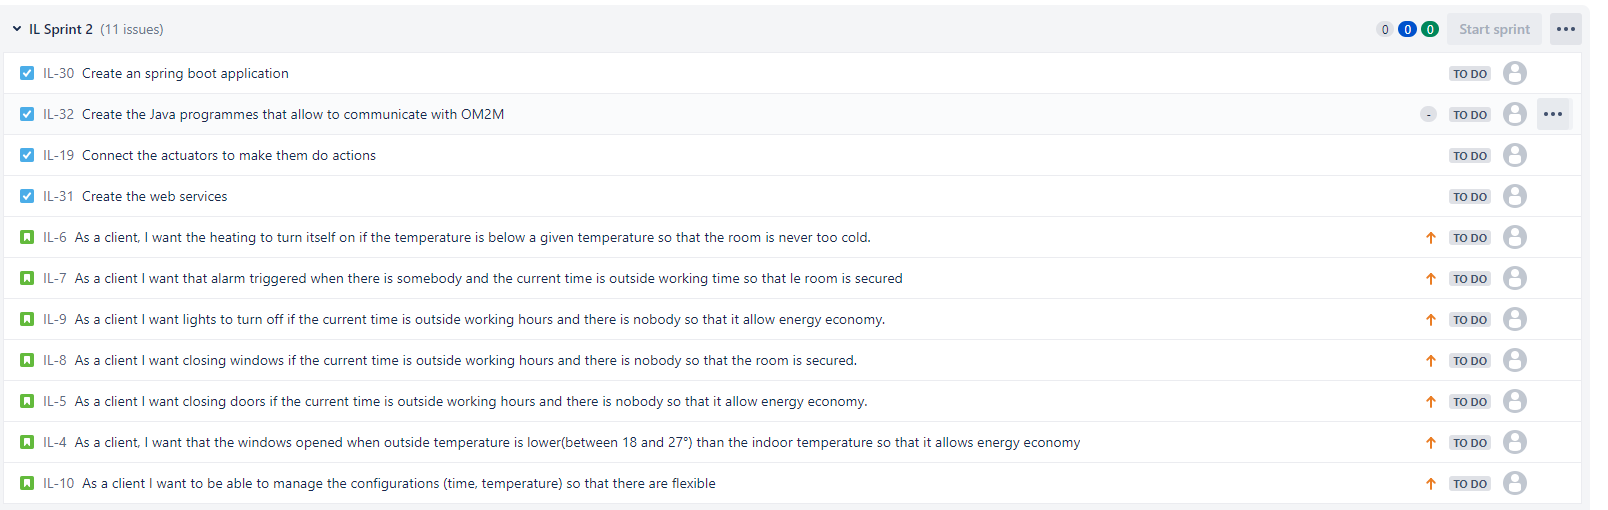 IL Sprint 2 (11 issues) 0 0 0 Start sprint
IL-30 Create an spring boot application TO DO
IL-32 Create the Java programmes that allow to communicate with OM2M - TO DO
IL-19 Connect the actuators to make them do actions TO DO
IL-31 Create the web services TO DO
IL-6 As a client, I want the heating to turn itself on if the temperature is below a given temperature so that the room is never too cold. TO DO
IL-7 As a client I want that alarm triggered when there is somebody and the current time is outside working time so that le room is secured TO DO
IL-9 As a client I want lights to turn off if the current time is outside working hours and there is nobody so that it allow energy economy. TO DO
IL-8 As a client I want closing windows if the current time is outside working hours and there is nobody so that the room is secured. TO DO
IL-5 As a client I want closing doors if the current time is outside working hours and there is nobody so that it allow energy economy. TO DO
IL-4 As a client, I want that the windows opened when outside temperature is lower(between 18 and 27°) than the indoor temperature so that it allows energy economy TO DO
IL-10 As a client I want to be able to manage the configurations (time, temperature) so that there are flexible TO DO